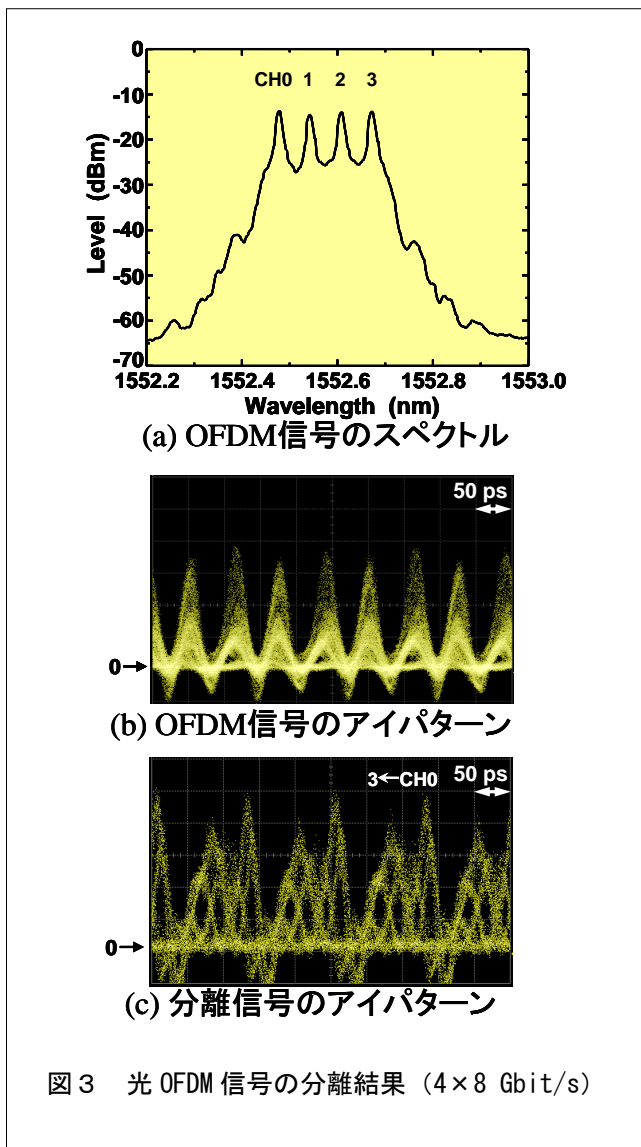 0
-10
-20
-30
-40
-50
-60
-70
Level (dBm)
CH0 1 2 3
1552.2 1552.4 1552.6 1552.8 1553.0
Wavelength (nm)
(a) OFDM信号のスペクトル
50 ps
0→
(b) OFDM信号のアイパターン
3←CH0 50 ps
0→
(c) 分離信号のアイパターン
図3 光 OFDM 信号の分離結果 (4×8 Gbit/s)